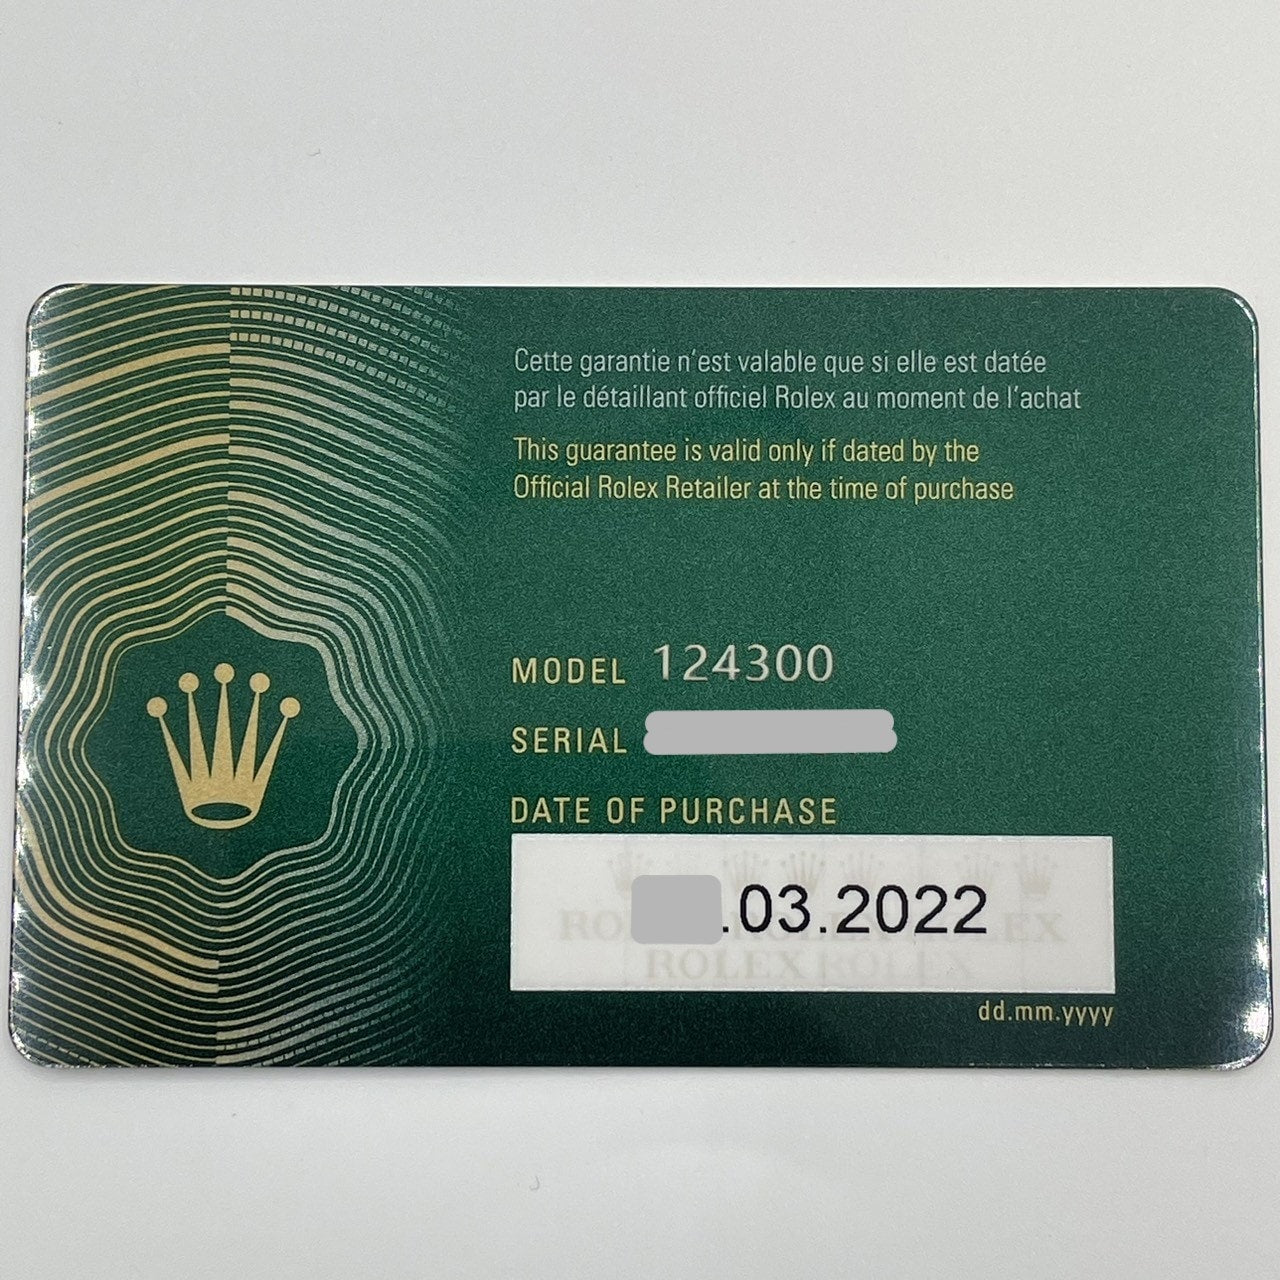 Cette garantie n'est valable que si elle est datée
par le détaillant officiel Rolex au moment de l'achat
This guarantee is valid only if dated by the
Official Rolex Retailer at the time of purchase
MODEL 124300
SERIAL
DATE OF PURCHASE
.03.2022
ROLEX ROLEX
dd.mm.yyyy